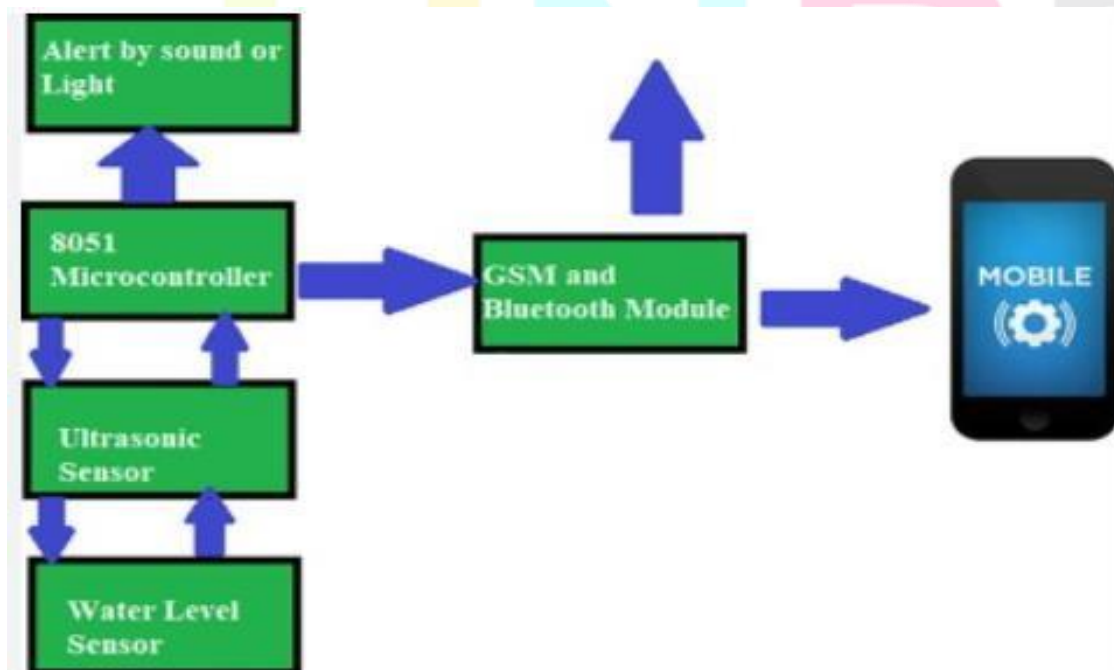 Alert by sound or
Light
8051
Microcontroller
GSM and
Bluetooth Module
MOBILE
Ultrasonic
Sensor
Water Level
Sensor